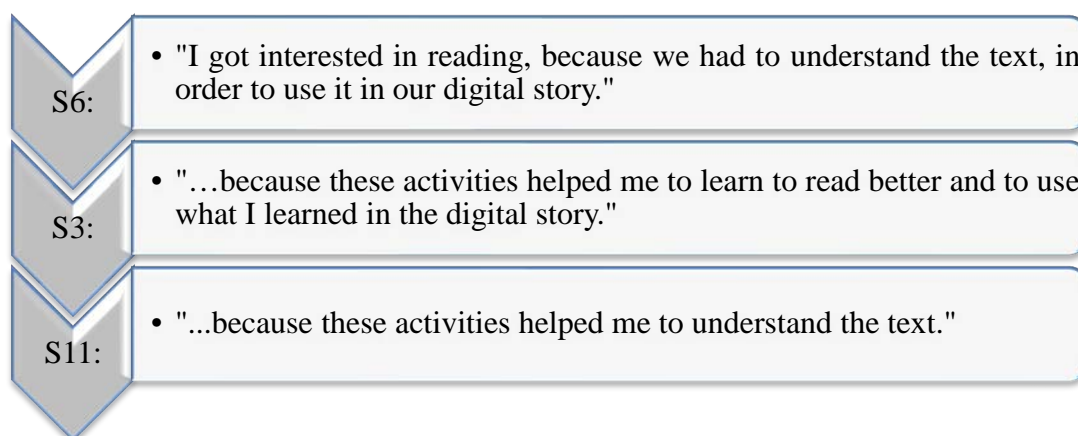 S6:
• "I got interested in reading, because we had to understand the text, in
order to use it in our digital story."
S3:
• "…because these activities helped me to learn to read better and to use
what I learned in the digital story."
S11:
• "...because these activities helped me to understand the text."